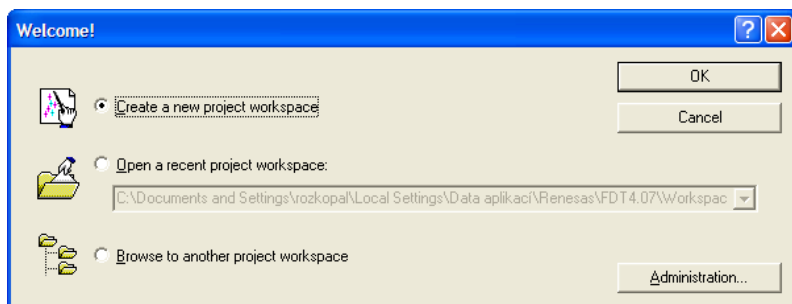 Welcome!
OK
Create a new project workspace
Cancel
Open a recent project workspace:
C:\Documents and Settings\rozkopal\Local Settings\Data aplikací\Renesas\FDT4.07\Workspac
Browse to another project workspace
Administration...